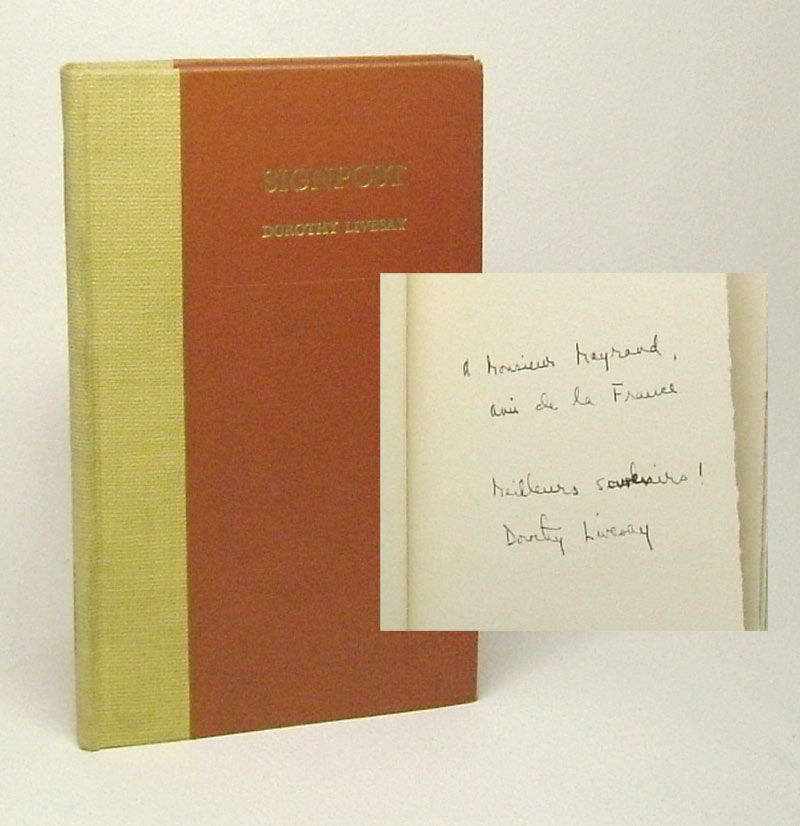 SIGNPOST
DOROTHY LIVESAY
A Monsieur Mayrand,
ami de la France
Meilleurs souvenirs!
Dorothy Livesay